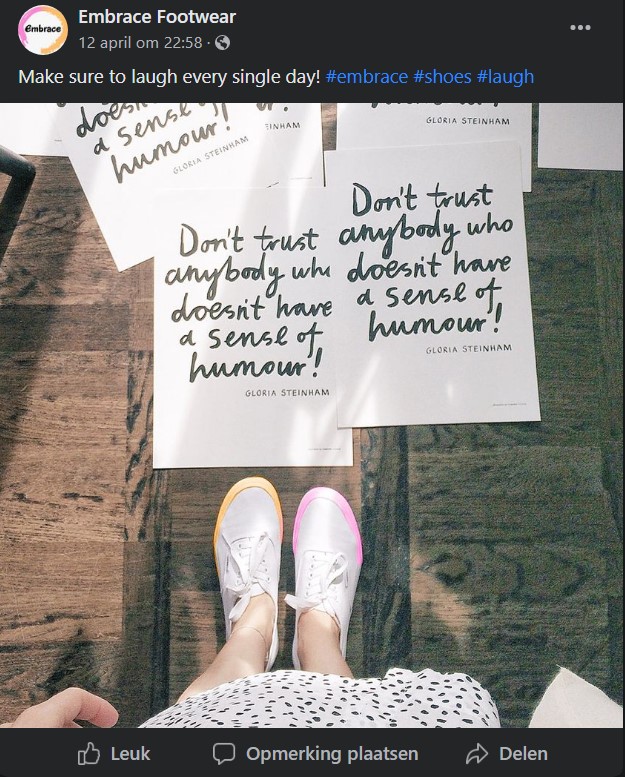 embrace
Embrace Footwear
12 april om 22:58 ·
Make sure to laugh every single day! #embrace #shoes #laugh
doesn't
a sense of
humour!
GLORIA STEINHAM
EINHAM
GLORIA STEINHAM
Don't trust
anybody who
doesn't have
a sense of
humour!
GLORIA STEINHAM
Don't trust
anybody who
doesn't have
a sense of
humour!
GLORIA STEINHAM
Leuk
Opmerking plaatsen
Delen